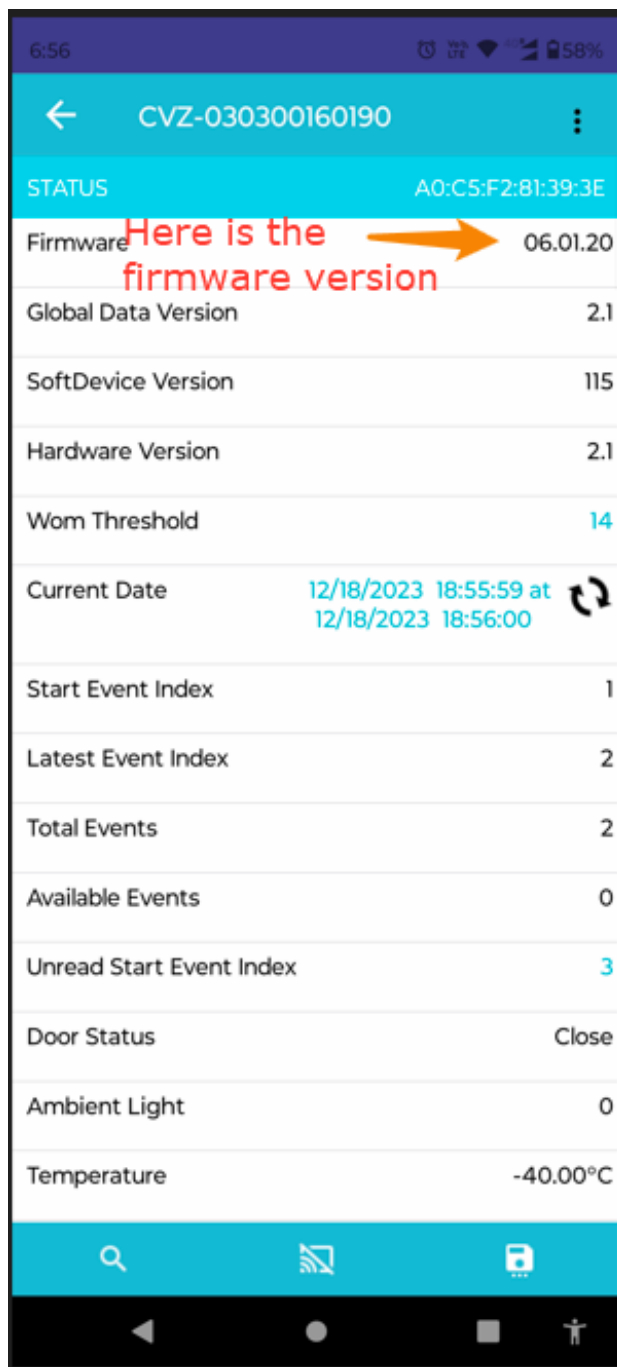 6:56 58%
CVZ-030300160190
STATUS A0:C5:F2:81:39:3E
Firmware 06.01.20
Here is the
firmware version
Global Data Version 2.1
SoftDevice Version 115
Hardware Version 2.1
Wom Threshold 14
Current Date 12/18/2023 18:55:59 at
12/18/2023 18:56:00
Start Event Index 1
Latest Event Index 2
Total Events 2
Available Events 0
Unread Start Event Index 3
Door Status Close
Ambient Light 0
Temperature -40.00°C